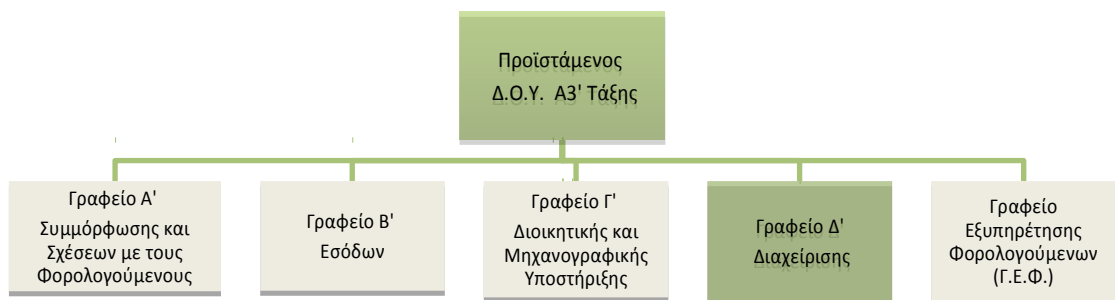 Προϊστάμενος
Δ.Ο.Υ. Α3' Τάξης
Γραφείο Α'
Συμμόρφωσης και
Σχέσεων με τους
Φορολογούμενους
Γραφείο Β'
Εσόδων
Γραφείο Γ'
Διοικητικής και
Μηχανογραφικής
Υποστήριξης
Γραφείο Δ'
Διαχείρισης
Γραφείο
Εξυπηρέτησης
Φορολογούμενων
(Γ.Ε.Φ.)